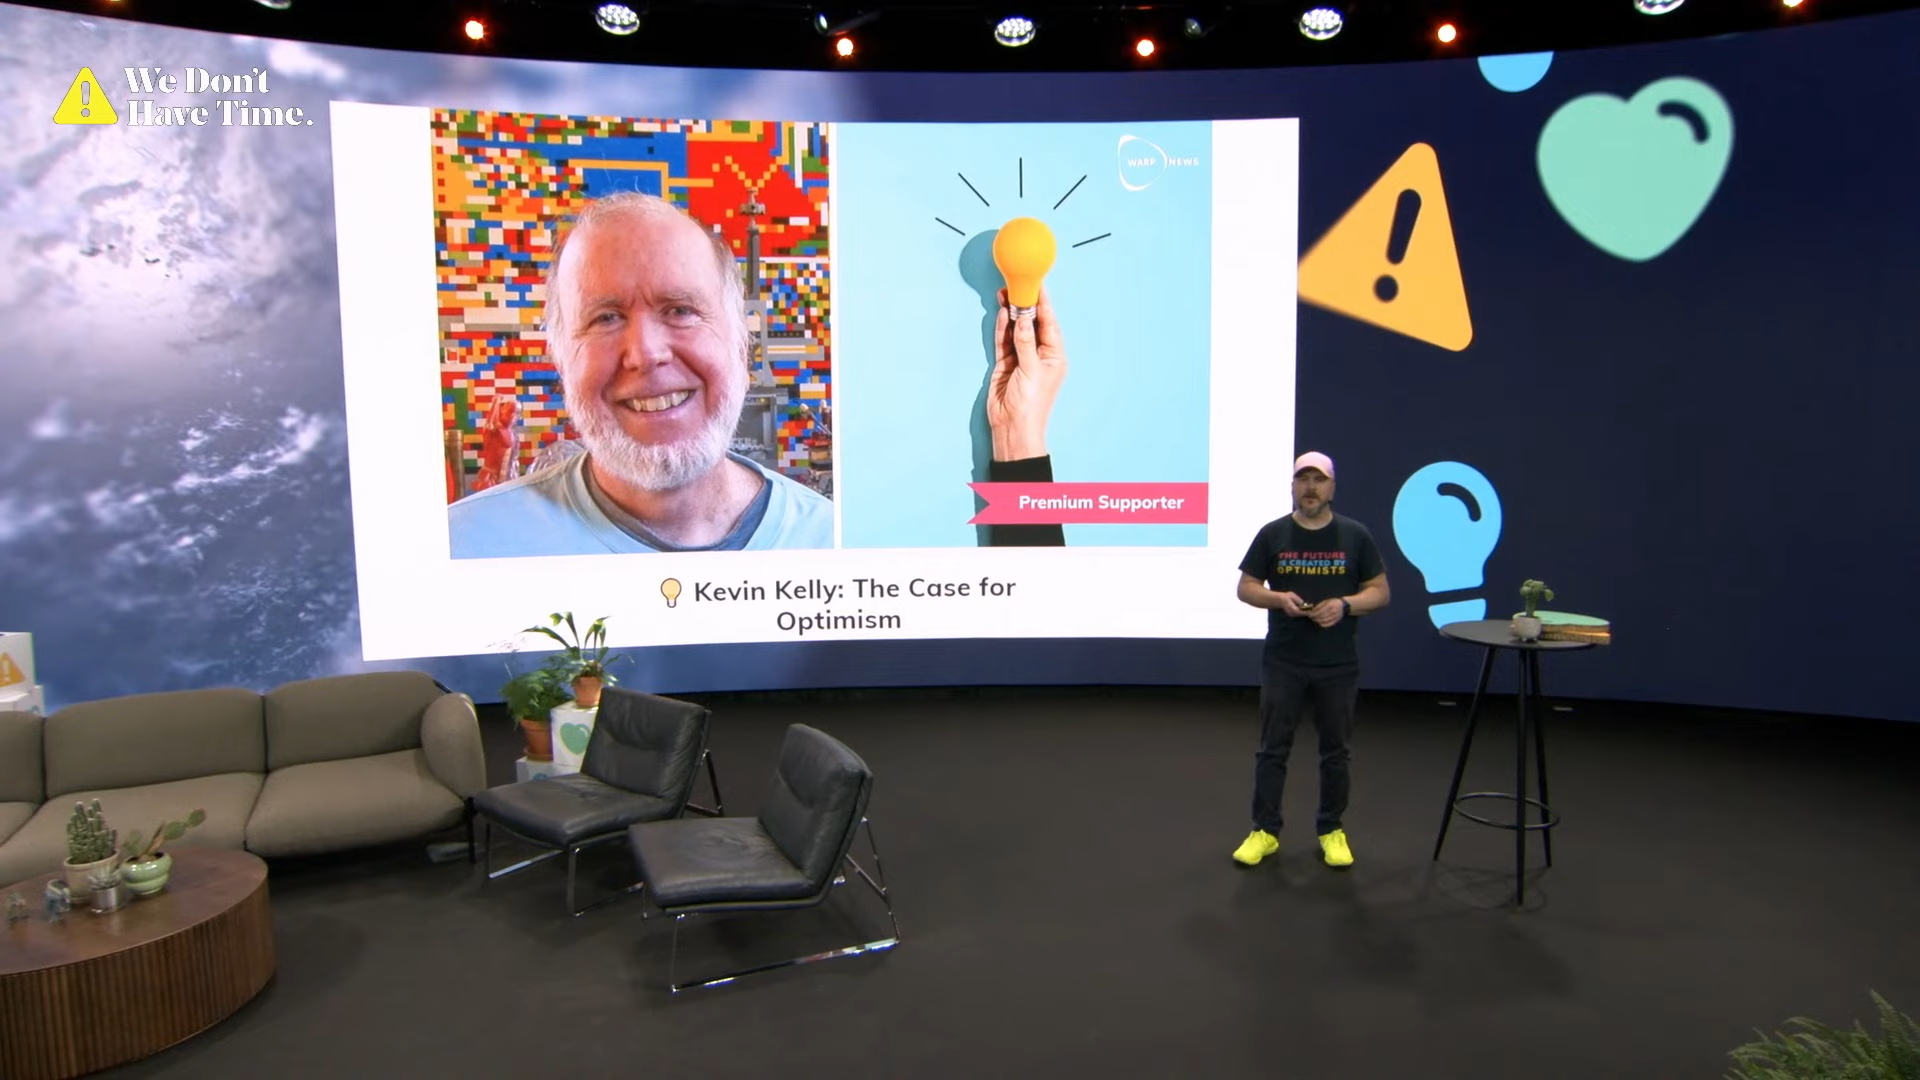 We Don't
Have Time.
WARP NEWS
Premium Supporter
💡 Kevin Kelly: The Case for
Optimism
THE FUTURE
IS CREATED BY
OPTIMISTS